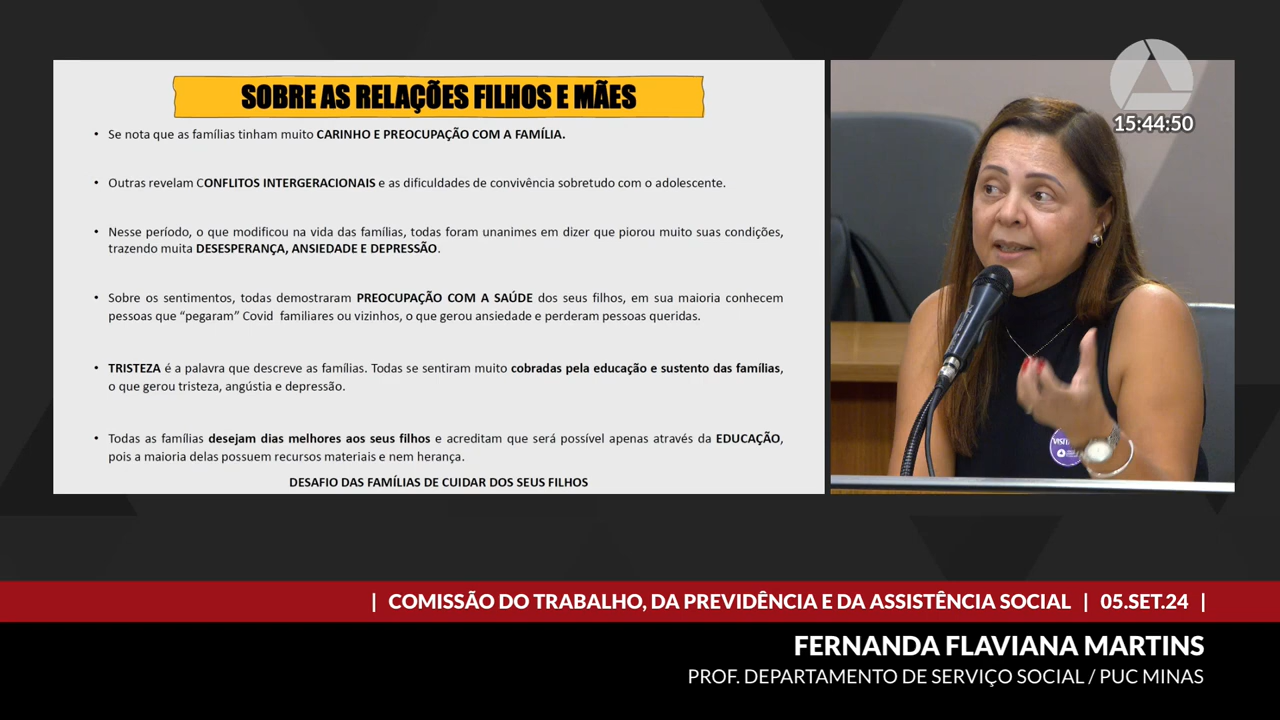 SOBRE AS RELAÇÕES FILHOS E MÃES
• Se nota que as famílias tinham muito CARINHO E PREOCUPAÇÃO COM A FAMÍLIA.
• Outras revelam CONFLITOS INTERGERACIONAIS e as dificuldades de convivência sobretudo com o adolescente.
• Nesse período, o que modificou na vida das famílias, todas foram unanimes em dizer que piorou muito suas condições,
trazendo muita DESESPERANÇA, ANSIEDADE E DEPRESSÃO.
• Sobre os sentimentos, todas demostraram PREOCUPAÇÃO COM A SAÚDE dos seus filhos, em sua maioria conhecem
pessoas que “pegaram” Covid familiares ou vizinhos, o que gerou ansiedade e perderam pessoas queridas.
• TRISTEZA é a palavra que descreve as famílias. Todas se sentiram muito cobradas pela educação e sustento das famílias,
o que gerou tristeza, angústia e depressão.
• Todas as famílias desejam dias melhores aos seus filhos e acreditam que será possível apenas através da EDUCAÇÃO,
pois a maioria delas possuem recursos materiais e nem herança.
DESAFIO DAS FAMÍLIAS DE CUIDAR DOS SEUS FILHOS
15:44:50
| COMISSÃO DO TRABALHO, DA PREVIDÊNCIA E DA ASSISTÊNCIA SOCIAL | 05.SET.24 |
FERNANDA FLAVIANA MARTINS
PROF. DEPARTAMENTO DE SERVIÇO SOCIAL / PUC MINAS